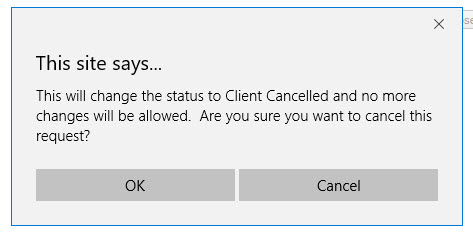 This site says...
This will change the status to Client Cancelled and no more
changes will be allowed.  Are you sure you want to cancel this
request?
OK
Cancel